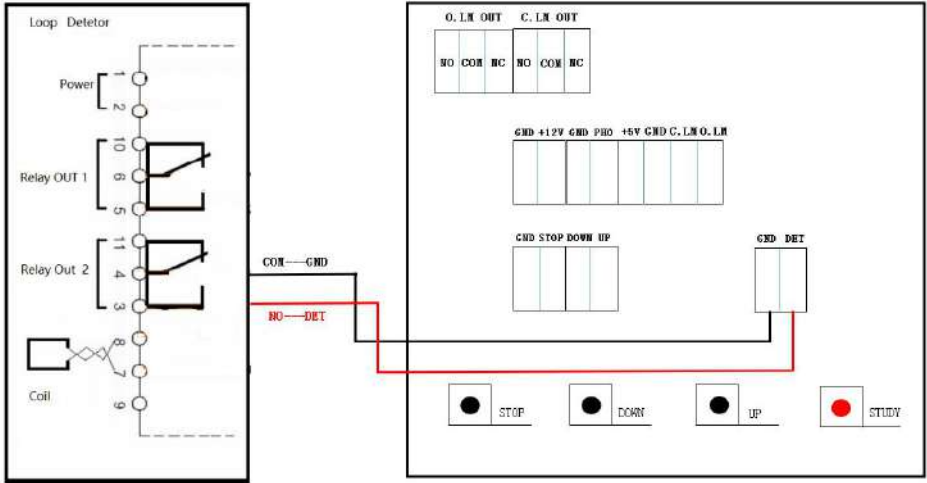 Loop Detetor
Power
1
2
Relay OUT 1
10
6
5
Relay Out 2
11
4
3
Coil
8
7
9
COM---GND
NO---DET
O.LM OUT C.LM OUT
NO COM NC NO COM NC
GND +12V GND PHO +5V GND C.LM O.LM
GND STOP DOWN UP
GND DET
STOP
DOWN
UP
STUDY